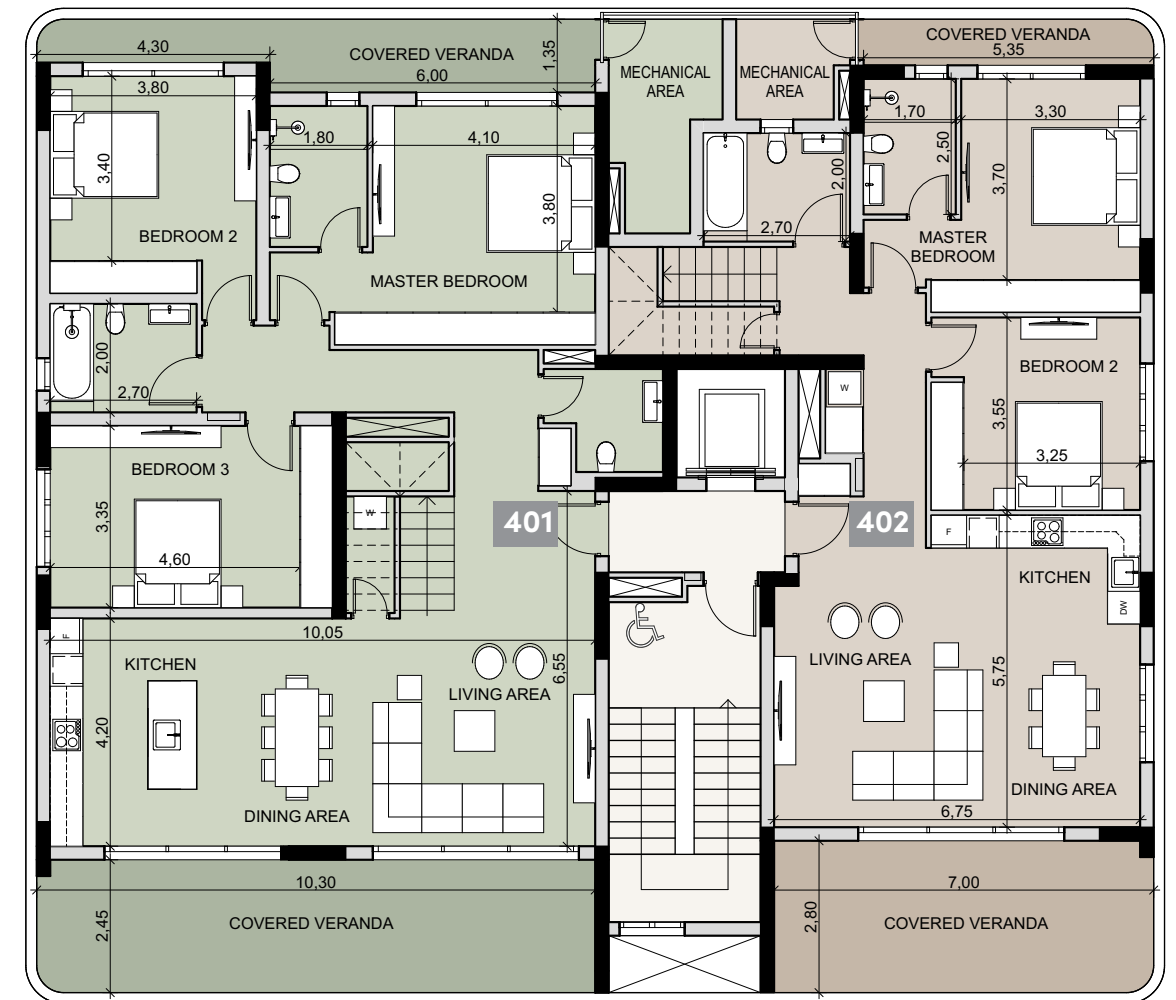 COVERED VERANDA
5,35
4,30
COVERED VERANDA
1,35
6,00
MECHANICAL
AREA
MECHANICAL
AREA
3,80
1,80
4,10
1,70
3,30
3,40
3,80
2,50
3,70
2,00
2,70
BEDROOM 2
MASTER BEDROOM
MASTER
BEDROOM
2,00
2,70
BEDROOM 2
W
3,55
3,25
BEDROOM 3
3,35
4,60
W
401
402
F
KITCHEN
DW
10,05
F
KITCHEN
6,55
LIVING AREA
LIVING AREA
5,75
4,20
DINING AREA
DINING AREA
6,75
10,30
7,00
2,45
COVERED VERANDA
2,80
COVERED VERANDA